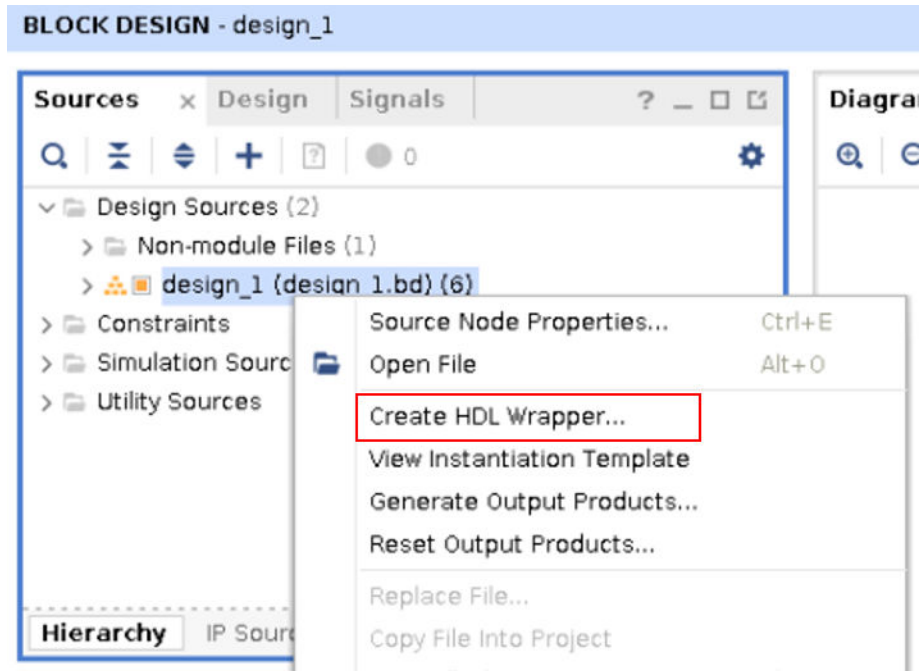 BLOCK DESIGN - design_1
Sources × Design Signals ? Diagra
0
Design Sources (2)
Non-module Files (1)
design_1 (design_1.bd) (6)
Constraints
Simulation Sourc
Utility Sources
Source Node Properties... Ctrl+E
Open File Alt+O
Create HDL Wrapper...
View Instantiation Template
Generate Output Products...
Reset Output Products...
Replace File...
Copy File Into Project
Hierarchy IP Sour